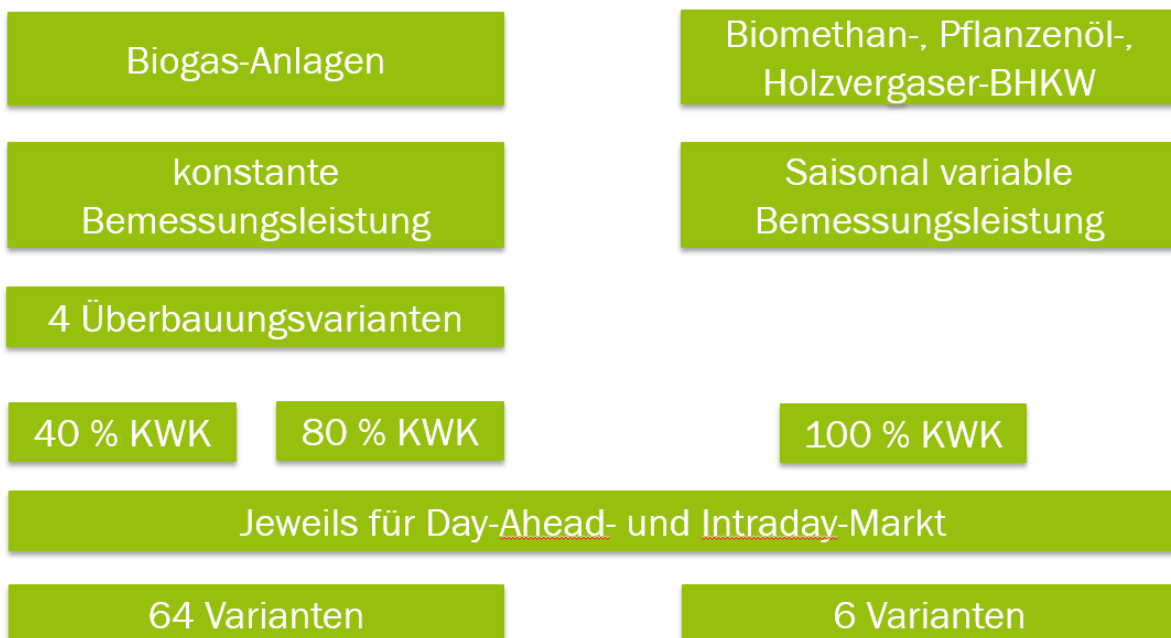 Biogas-Anlagen
Biomethan-, Pflanzenöl-,
Holzvergaser-BHKW
konstante
Bemessungsleistung
Saisonal variable
Bemessungsleistung
4 Überbauungsvarianten
40 % KWK
80 % KWK
100 % KWK
Jeweils für Day-Ahead- und Intraday-Markt
64 Varianten
6 Varianten